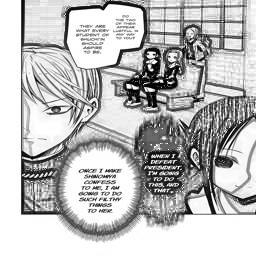 DO
THE TWO
OF THEM
APPEAR
LUSTFUL IN
ANY WAY
TO YOU?
THEY ARE
WHAT EVERY
STUDENT OF
SHUCHI'IN
SHOULD
ASPIRE
TO BE.
WHEN I
DEFEAT
PRESIDENT,
I'M GOING
TO DO
THIS, AND
THAT...
ONCE I MAKE
SHINOMIYA
CONFESS
TO ME, I AM
GOING TO DO
SUCH FILTHY
THINGS
TO HER.